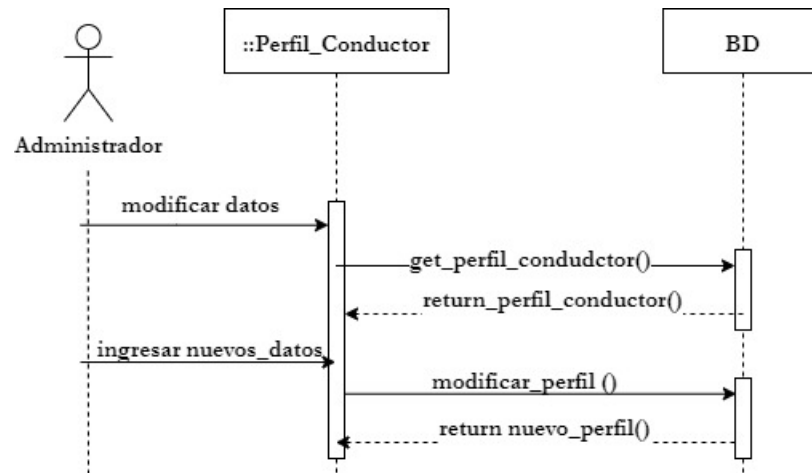 ::Perfil_Conductor
BD
Administrador
modificar datos
get_perfil_condudctor()
return_perfil_conductor()
ingresar nuevos_datos
modificar_perfil ()
return nuevo_perfil()